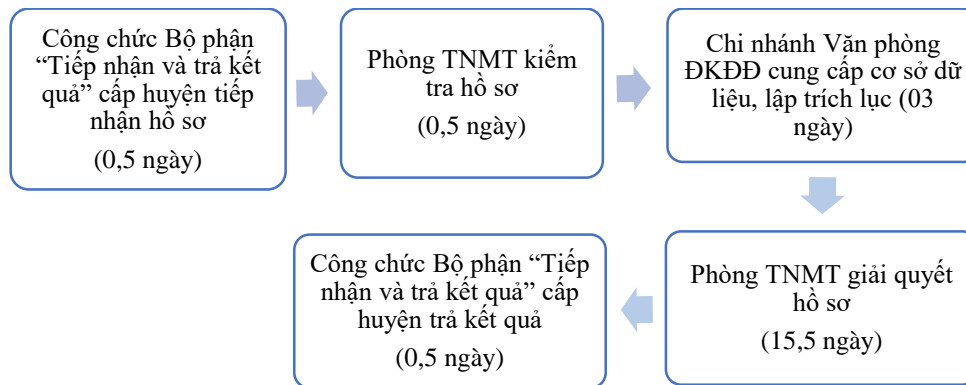 Công chức Bộ phận
“Tiếp nhận và trả kết
quả” cấp huyện tiếp
nhận hồ sơ
(0,5 ngày)
Phòng TNMT kiểm
tra hồ sơ
(0,5 ngày)
Chi nhánh Văn phòng
ĐKĐĐ cung cấp cơ sở dữ
liệu, lập trích lục (03
ngày)
Phòng TNMT giải quyết
hồ sơ
(15,5 ngày)
Công chức Bộ phận “Tiếp
nhận và trả kết quả” cấp
huyện trả kết quả
(0,5 ngày)